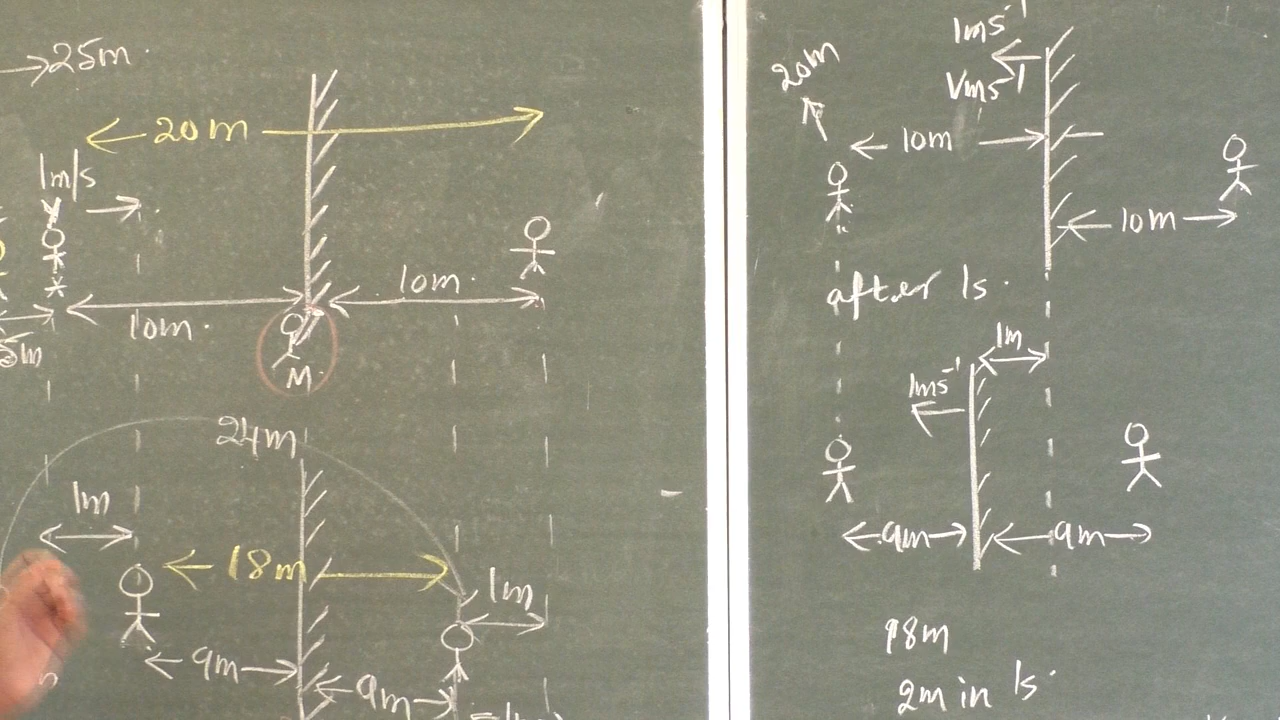 25m
20m
1m/s
10m
10m
5m
M
24m
1m
18m
1m
9m
9m
1ms⁻¹
Vms⁻¹
20m
10m
10m
after 1s.
1m
1ms⁻¹
9m
9m
18m
2m in 1s